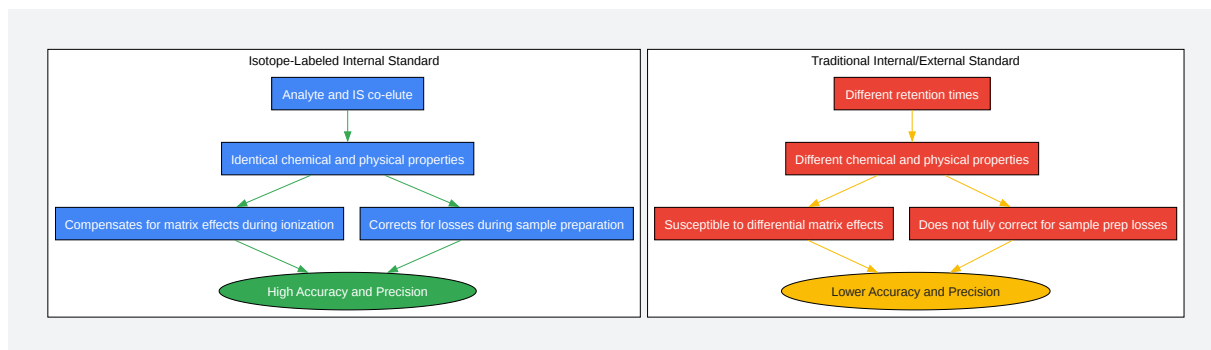 Isotope-Labeled Internal Standard
Analyte and IS co-elute
Identical chemical and physical properties
Compensates for matrix effects during ionization
Corrects for losses during sample preparation
High Accuracy and Precision
Traditional Internal/External Standard
Different retention times
Different chemical and physical properties
Susceptible to differential matrix effects
Does not fully correct for sample prep losses
Lower Accuracy and Precision